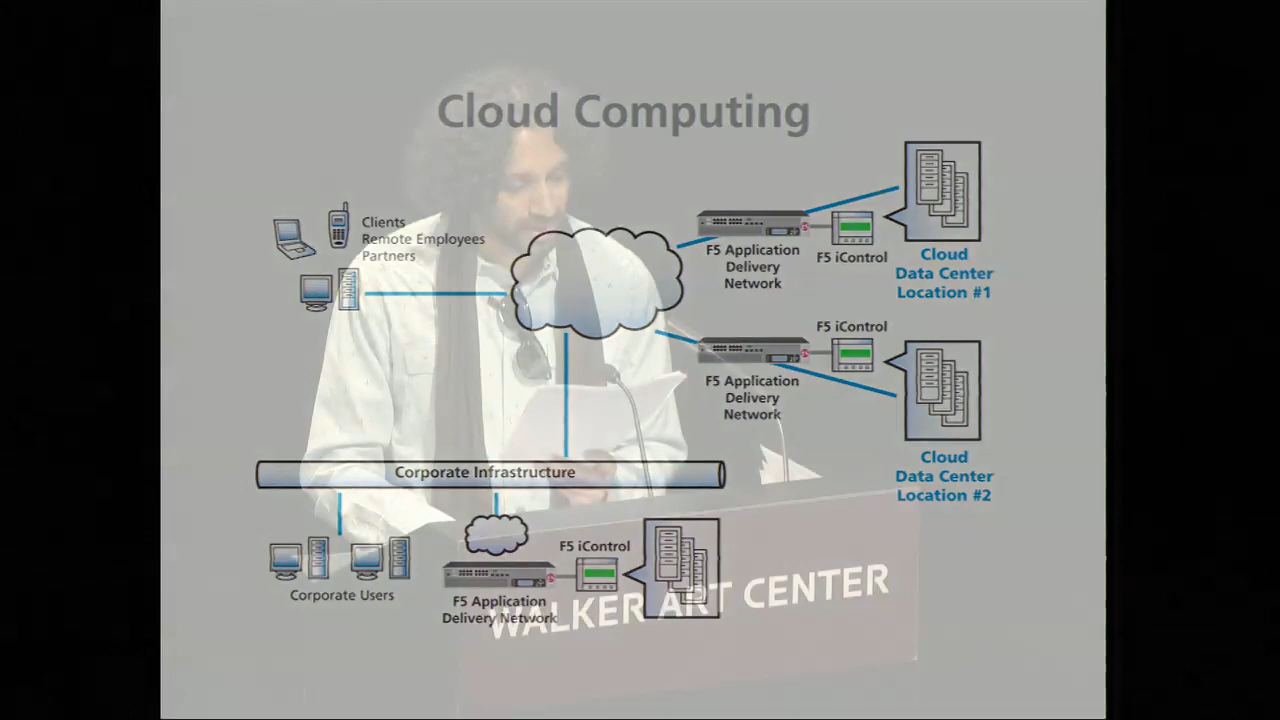 Cloud Computing
Clients
Remote Employees
Partners
F5 Application
Delivery
Network
F5 iControl
Cloud
Data Center
Location #1
F5 iControl
F5 Application
Delivery
Network
Cloud
Data Center
Location #2
Corporate Infrastructure
Corporate Users
F5 Application
Delivery Network
F5 iControl
WALKER ART CENTER